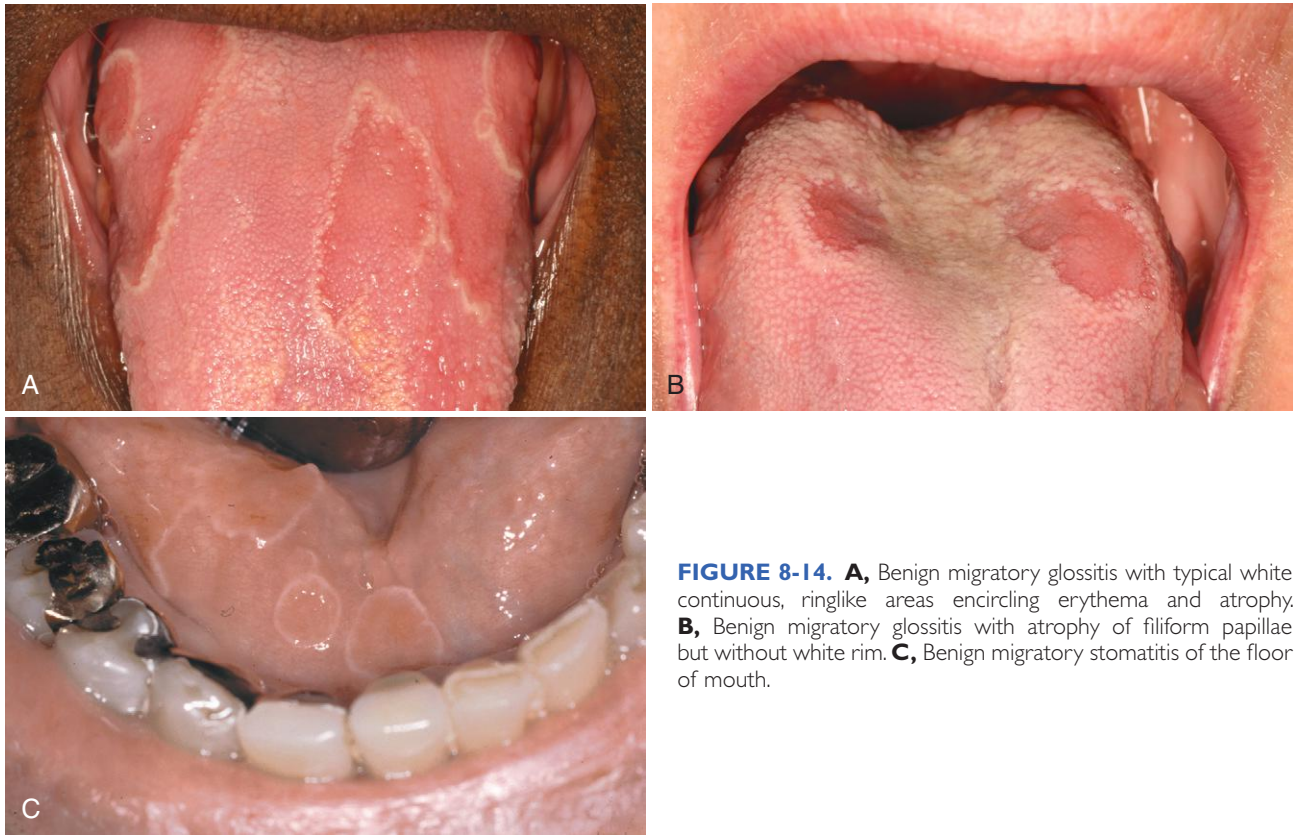 A
B
C
FIGURE 8-14. A, Benign migratory glossitis with typical white
continuous, ringlike areas encircling erythema and atrophy.
B, Benign migratory glossitis with atrophy of filiform papillae
but without white rim. C, Benign migratory stomatitis of the floor
of mouth.